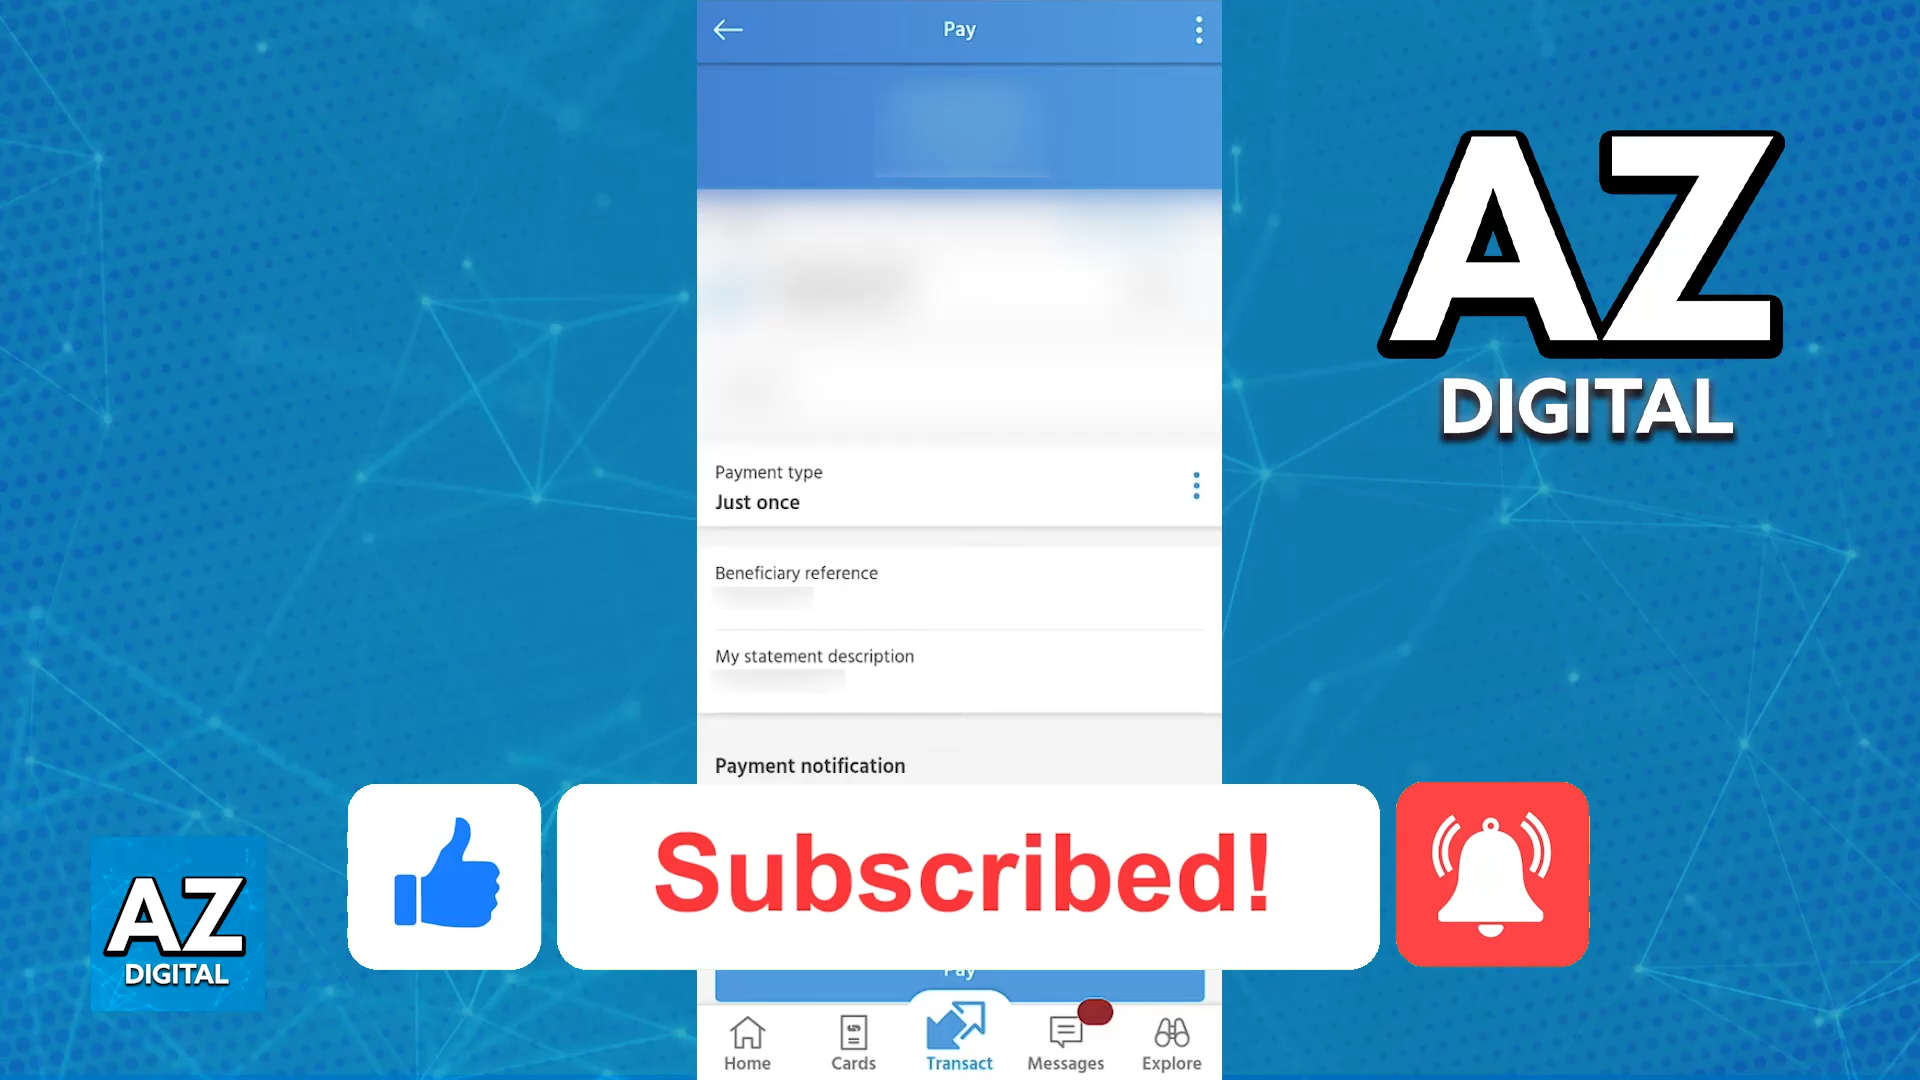 Pay
AZ
DIGITAL
Payment type
Just once
Beneficiary reference
My statement description
Payment notification
Subscribed!
AZ
DIGITAL
Pay
Home
Cards
Transact
Messages
Explore